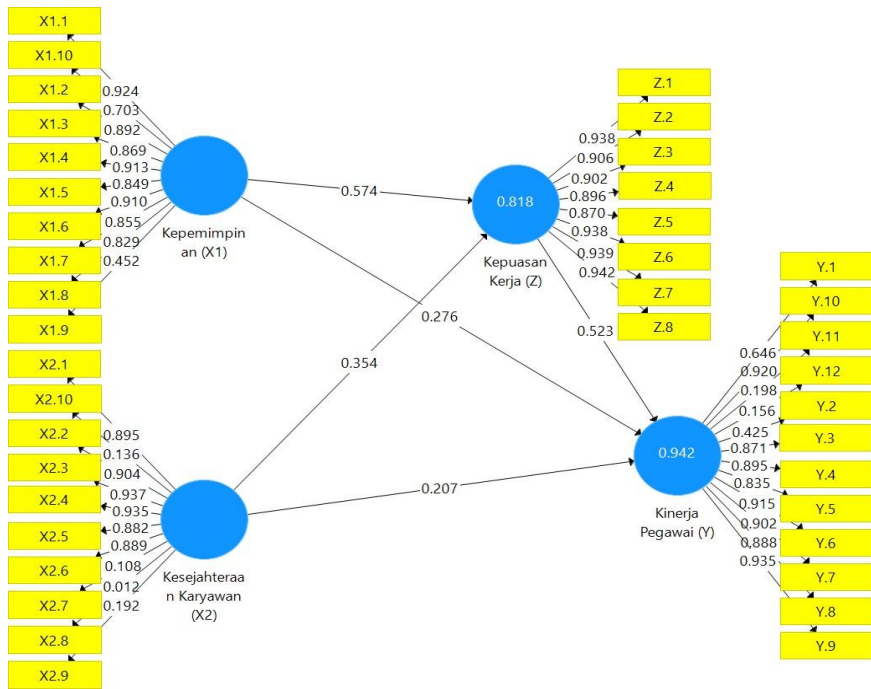 X1.1
X1.10
X1.2
X1.3
X1.4
X1.5
X1.6
X1.7
X1.8
X1.9
0.924
0.703
0.892
0.869
0.913
0.849
0.910
0.855
0.829
0.452
Kepemimpin
an (X1)
X2.1
X2.10
X2.2
X2.3
X2.4
X2.5
X2.6
X2.7
X2.8
X2.9
0.895
0.136
0.904
0.937
0.935
0.882
0.889
0.108
0.012
0.192
Kesejahteraa
n Karyawan
(X2)
0.574
0.276
0.354
0.207
0.523
0.818
Kepuasan
Kerja (Z)
0.938
0.906
0.902
0.896
0.870
0.938
0.939
0.942
Z.1
Z.2
Z.3
Z.4
Z.5
Z.6
Z.7
Z.8
0.942
Kinerja
Pegawai (Y)
0.646
0.920
0.198
0.156
0.425
0.871
0.895
0.835
0.915
0.902
0.888
0.935
Y.1
Y.10
Y.11
Y.12
Y.2
Y.3
Y.4
Y.5
Y.6
Y.7
Y.8
Y.9